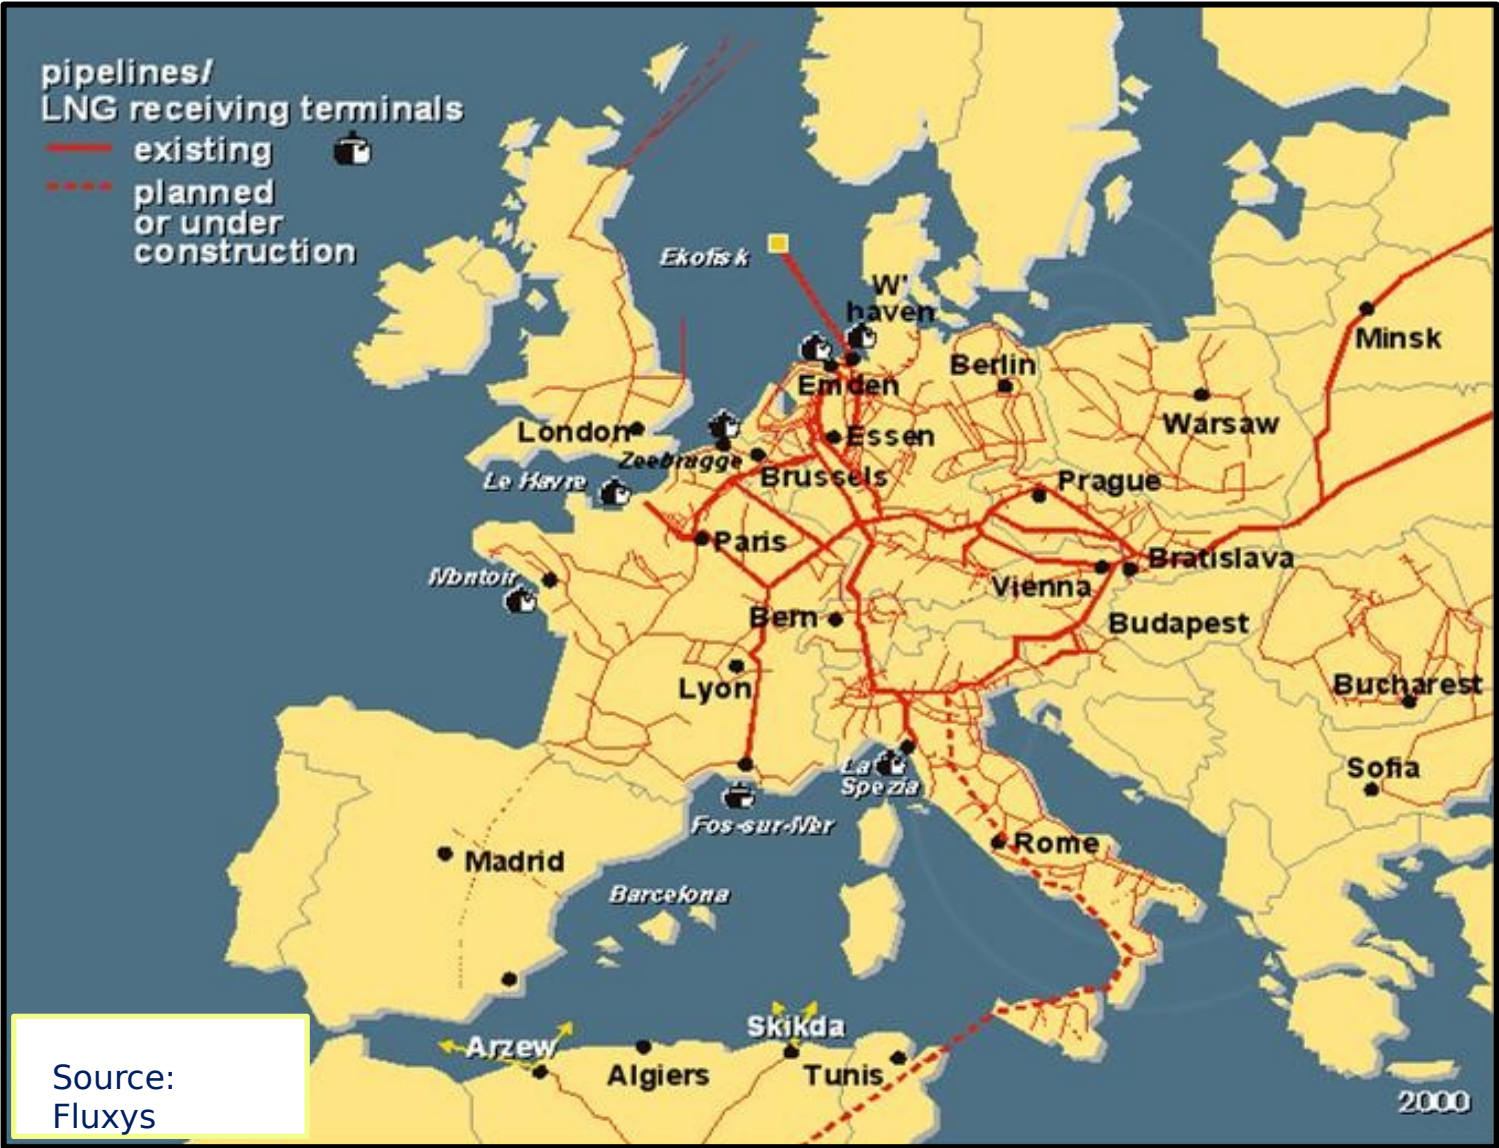 pipelines/
LNG receiving terminals
existing
planned
or under
construction
Ekofisk
W'
haven
Minsk
Berlin
Emden
Warsaw
London
Essen
Zeebrugge
Brussels
Le Havre
Prague
Paris
Bratislava
Montoir
Vienna
Bern
Budapest
Lyon
Bucharest
La
Spezia
Sofia
Fos-sur-Mer
Rome
Madrid
Barcelona
Skikda
Arzew
Algiers
Tunis
Source:
Fluxys
2000